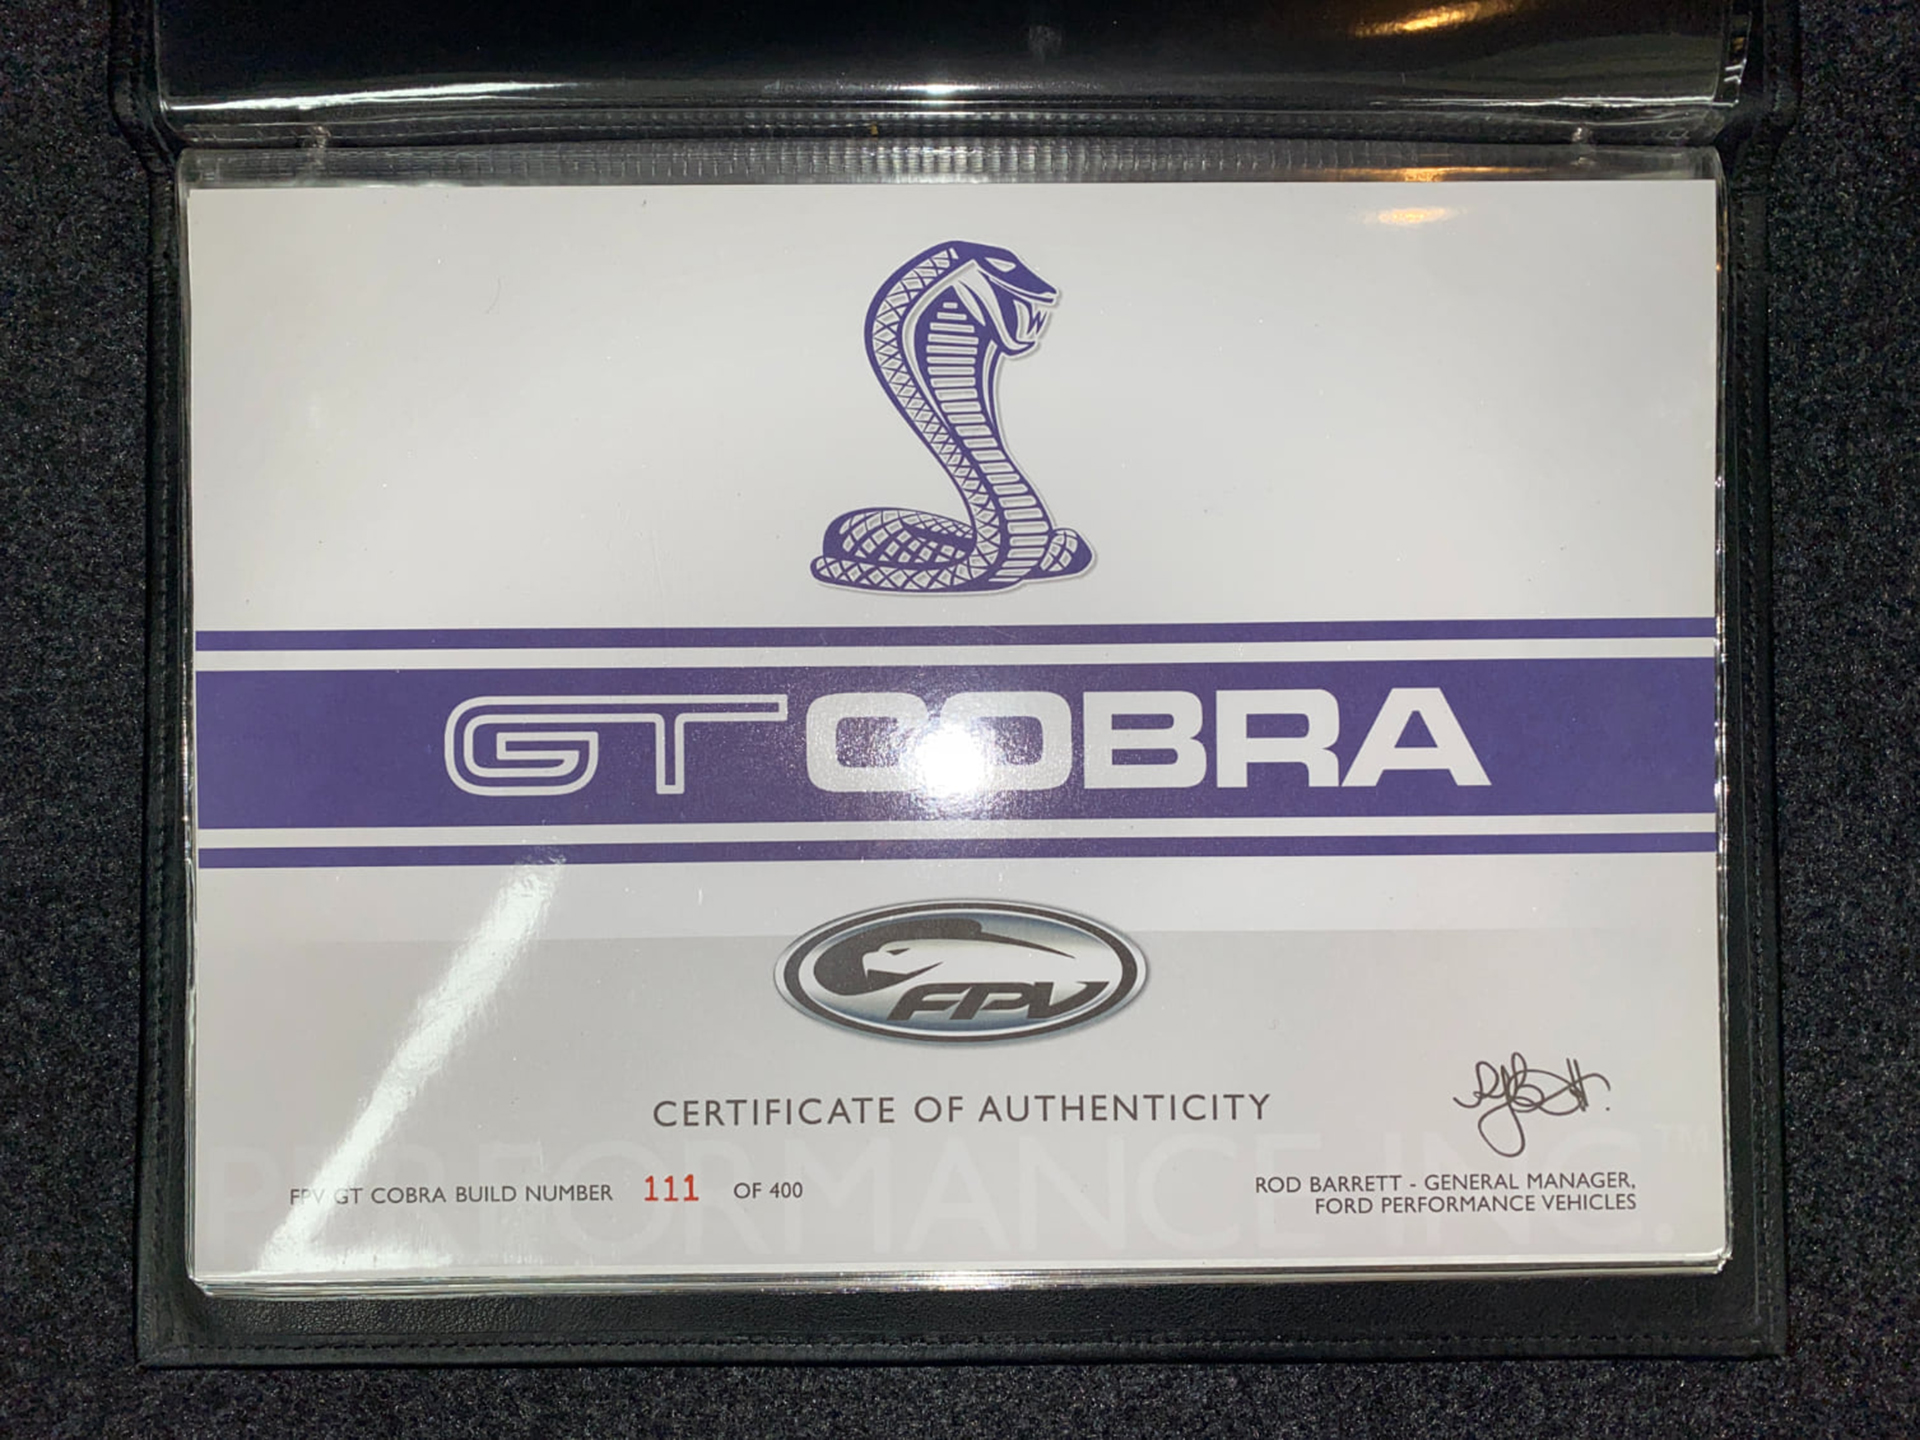 GT COBRA
FPV
CERTIFICATE OF AUTHENTICITY
FPV GT COBRA BUILD NUMBER 111 OF 400
ROD BARRETT - GENERAL MANAGER,
FORD PERFORMANCE VEHICLES
PERFORMANCE INC.™